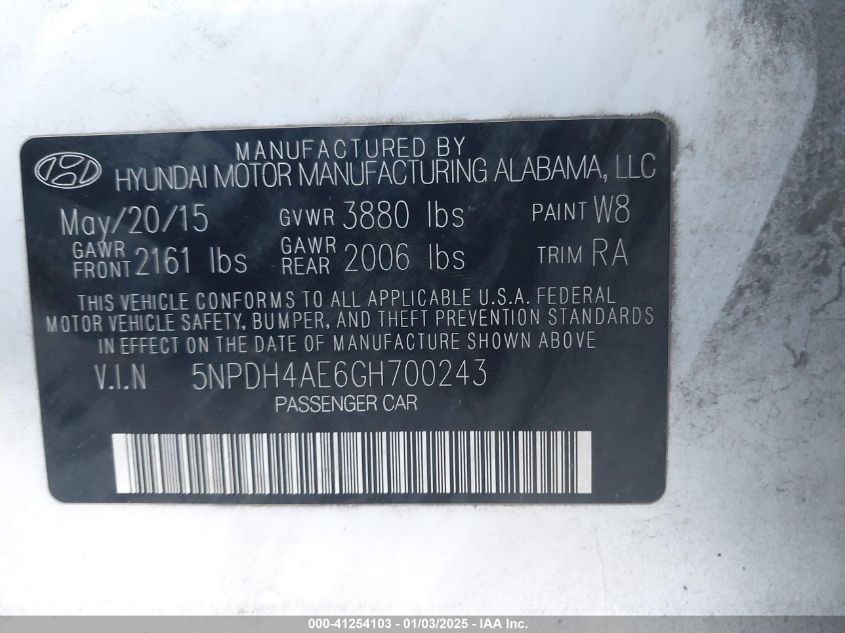 MANUFACTURED BY
HYUNDAI MOTOR MANUFACTURING ALABAMA, LLC
May/20/15 GVWR 3880 lbs PAINT W8
GAWR FRONT 2161 lbs GAWR REAR 2006 lbs TRIM RA
THIS VEHICLE CONFORMS TO ALL APPLICABLE U.S.A. FEDERAL
MOTOR VEHICLE SAFETY, BUMPER, AND THEFT PREVENTION STANDARDS
IN EFFECT ON THE DATE OF MANUFACTURE SHOWN ABOVE
V.I.N 5NPDH4AE6GH700243
PASSENGER CAR
000-41254103 - 01/03/2025 - IAA Inc.